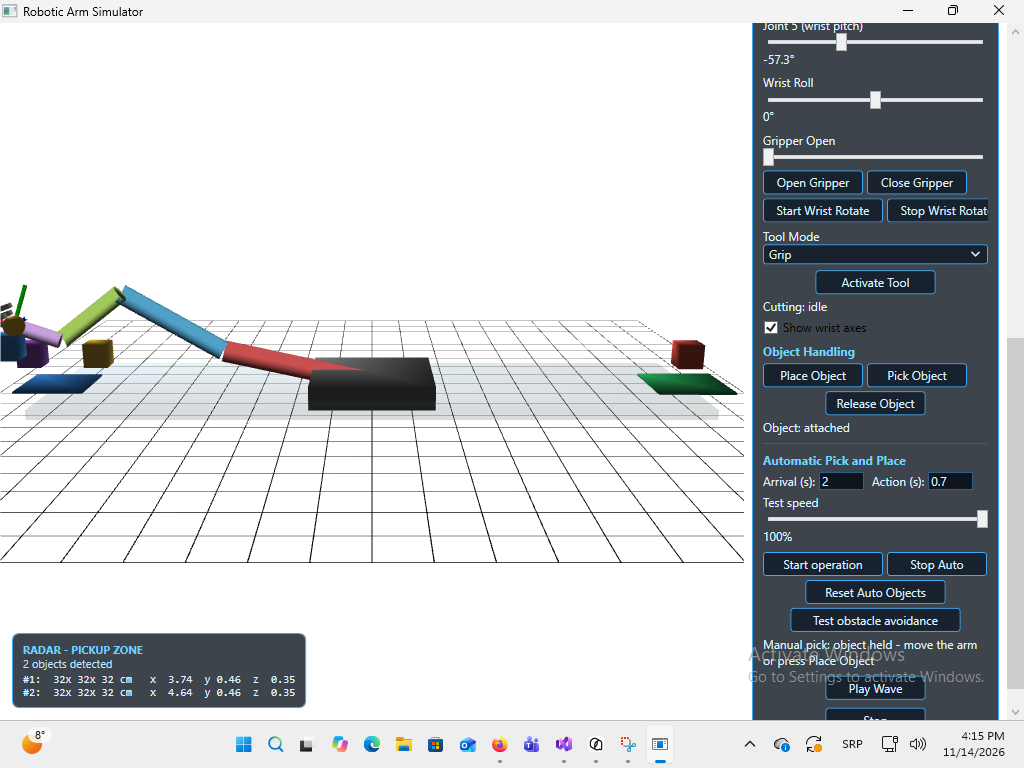 Robotic Arm Simulator
Joint 5 (wrist pitch)
-57.3°
Wrist Roll
0°
Gripper Open
Open Gripper Close Gripper
Start Wrist Rotate Stop Wrist Rotat
Tool Mode
Grip
Activate Tool
Cutting: idle
Show wrist axes
Object Handling
Place Object Pick Object
Release Object
Object: attached
Automatic Pick and Place
Arrival (s): 2 Action (s): 0.7
Test speed
100%
Start operation Stop Auto
Reset Auto Objects
Test obstacle avoidance
Manual pick: object held - move the arm
or press Place Object
Activate Windows
Go to Settings to activate Windows.
Play Wave
Stop
RADAR - PICKUP ZONE
2 objects detected
#1: 32x 32x 32 cm x 3.74 y 0.46 z 0.35
#2: 32x 32x 32 cm x 4.64 y 0.46 z 0.35
8°
SRP
4:15 PM
11/14/2026